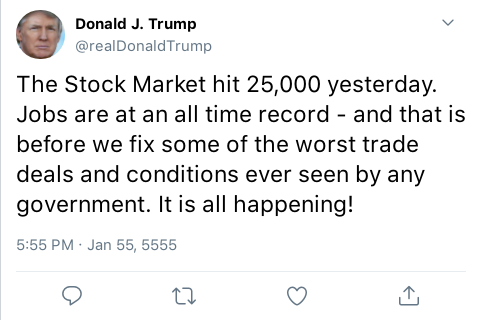 Donald J. Trump
@realDonaldTrump
The Stock Market hit 25,000 yesterday.
Jobs are at an all time record - and that is
before we fix some of the worst trade
deals and conditions ever seen by any
government. It is all happening!
5:55 PM · Jan 55, 5555